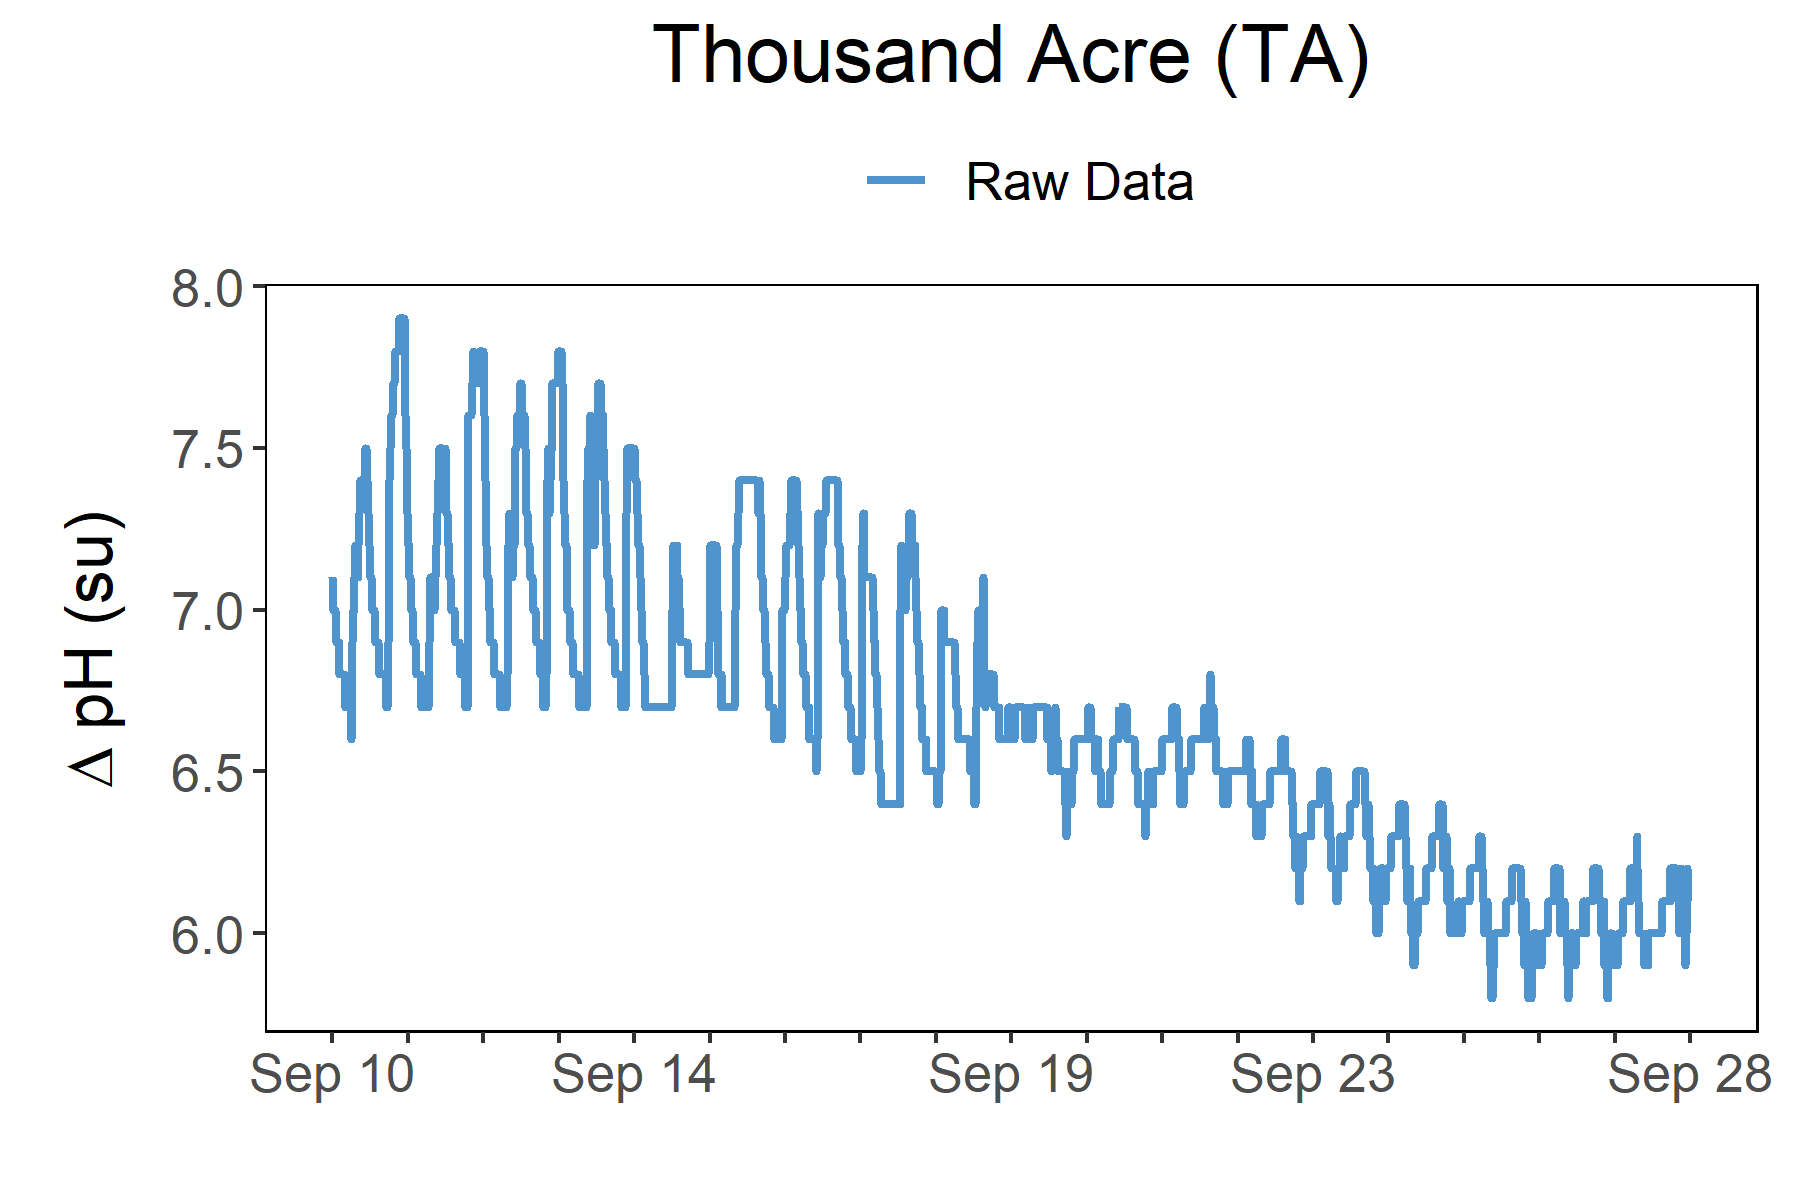 Thousand Acre (TA)
Raw Data
Δ pH (su)
8.0
7.5
7.0
6.5
6.0
Sep 10 Sep 14 Sep 19 Sep 23 Sep 28